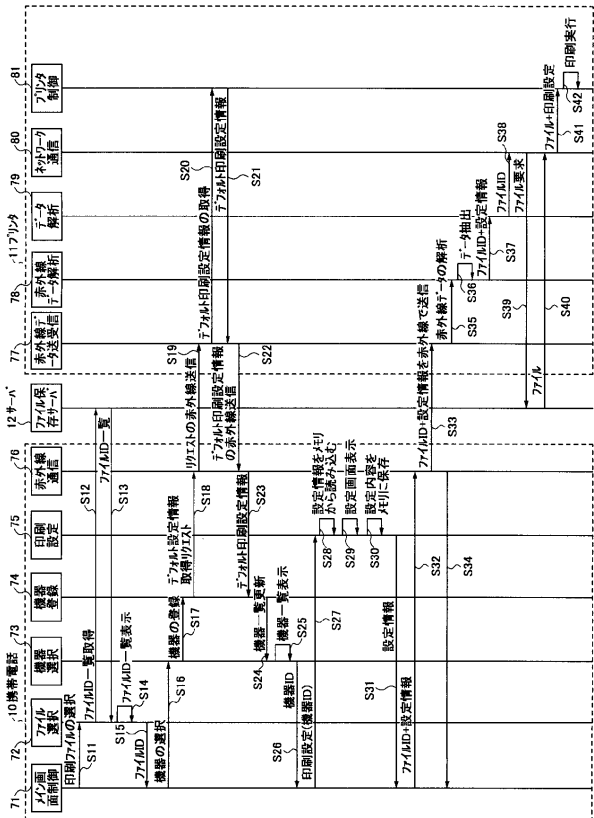 10 携帯電話
12 サーバ
11 プリンタ
71
メイン画
面制御
72
ファイル
選択
73
機器
選択
74
機器
登録
75
印刷
設定
76
赤外線
通信
ファイル保
存サーバ
77
赤外線デー
タ送受信
78
赤外線
データ解析
79
データ
解析
80
ネットワーク
通信
81
プリンタ
制御
印刷ファイルの選択
S11
ファイルID一覧取得
S12
ファイルID一覧
S13
ファイルID一覧表示
S14
S15
ファイルID
機器の選択
S16
機器の登録
S17
デフォルト設定情報
取得リクエスト
S18
リクエストの赤外線送信
S19
デフォルト印刷設定情報の取得
S20
デフォルト印刷設定情報
S21
デフォルト印刷設定情報
の赤外線送信
S22
デフォルト印刷設定情報
S23
機器一覧更新
S24
機器一覧表示
S25
機器ID
S26
印刷設定(機器ID)
S27
設定情報をメモリ
から読み込む
S28
設定画面表示
S29
設定内容を
メモリに保存
S30
設定情報
S31
ファイルID+設定情報
S32
ファイルID+設定情報を赤外線で送信
S33
S34
赤外線データの解析
S35
データ抽出
S36
ファイルID+設定情報
S37
ファイルID
S38
ファイル要求
S39
ファイル
S40
ファイル+印刷設定
S41
印刷実行
S42